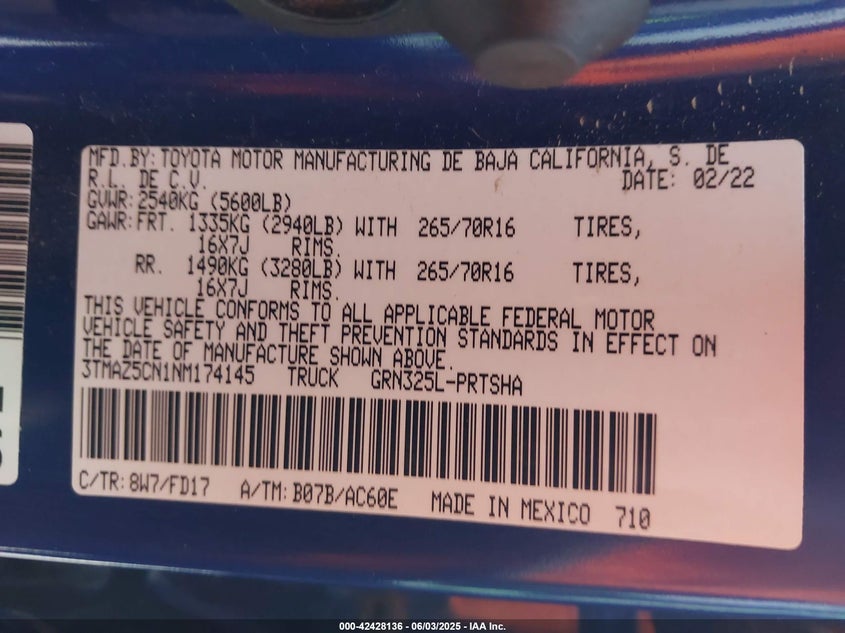 MFD.BY: TOYOTA MOTOR MANUFACTURING DE BAJA CALIFORNIA, S. DE
R.L. DE C.V. DATE: 02/22
GVWR: 2540KG (5600LB)
GAWR: FRT. 1335KG (2940LB) WITH 265/70R16 TIRES,
16X7J RIMS.
RR. 1490KG (3280LB) WITH 265/70R16 TIRES,
16X7J RIMS.
THIS VEHICLE CONFORMS TO ALL APPLICABLE FEDERAL MOTOR
VEHICLE SAFETY AND THEFT PREVENTION STANDARDS IN EFFECT ON
THE DATE OF MANUFACTURE SHOWN ABOVE.
3TMAZ5CN1NM174145 TRUCK GRN325L-PRTSHA
C/TR: 8W7/FD17 A/TM: B07B/AC60E MADE IN MEXICO 710
000-42428136 - 06/03/2025 - IAA Inc.